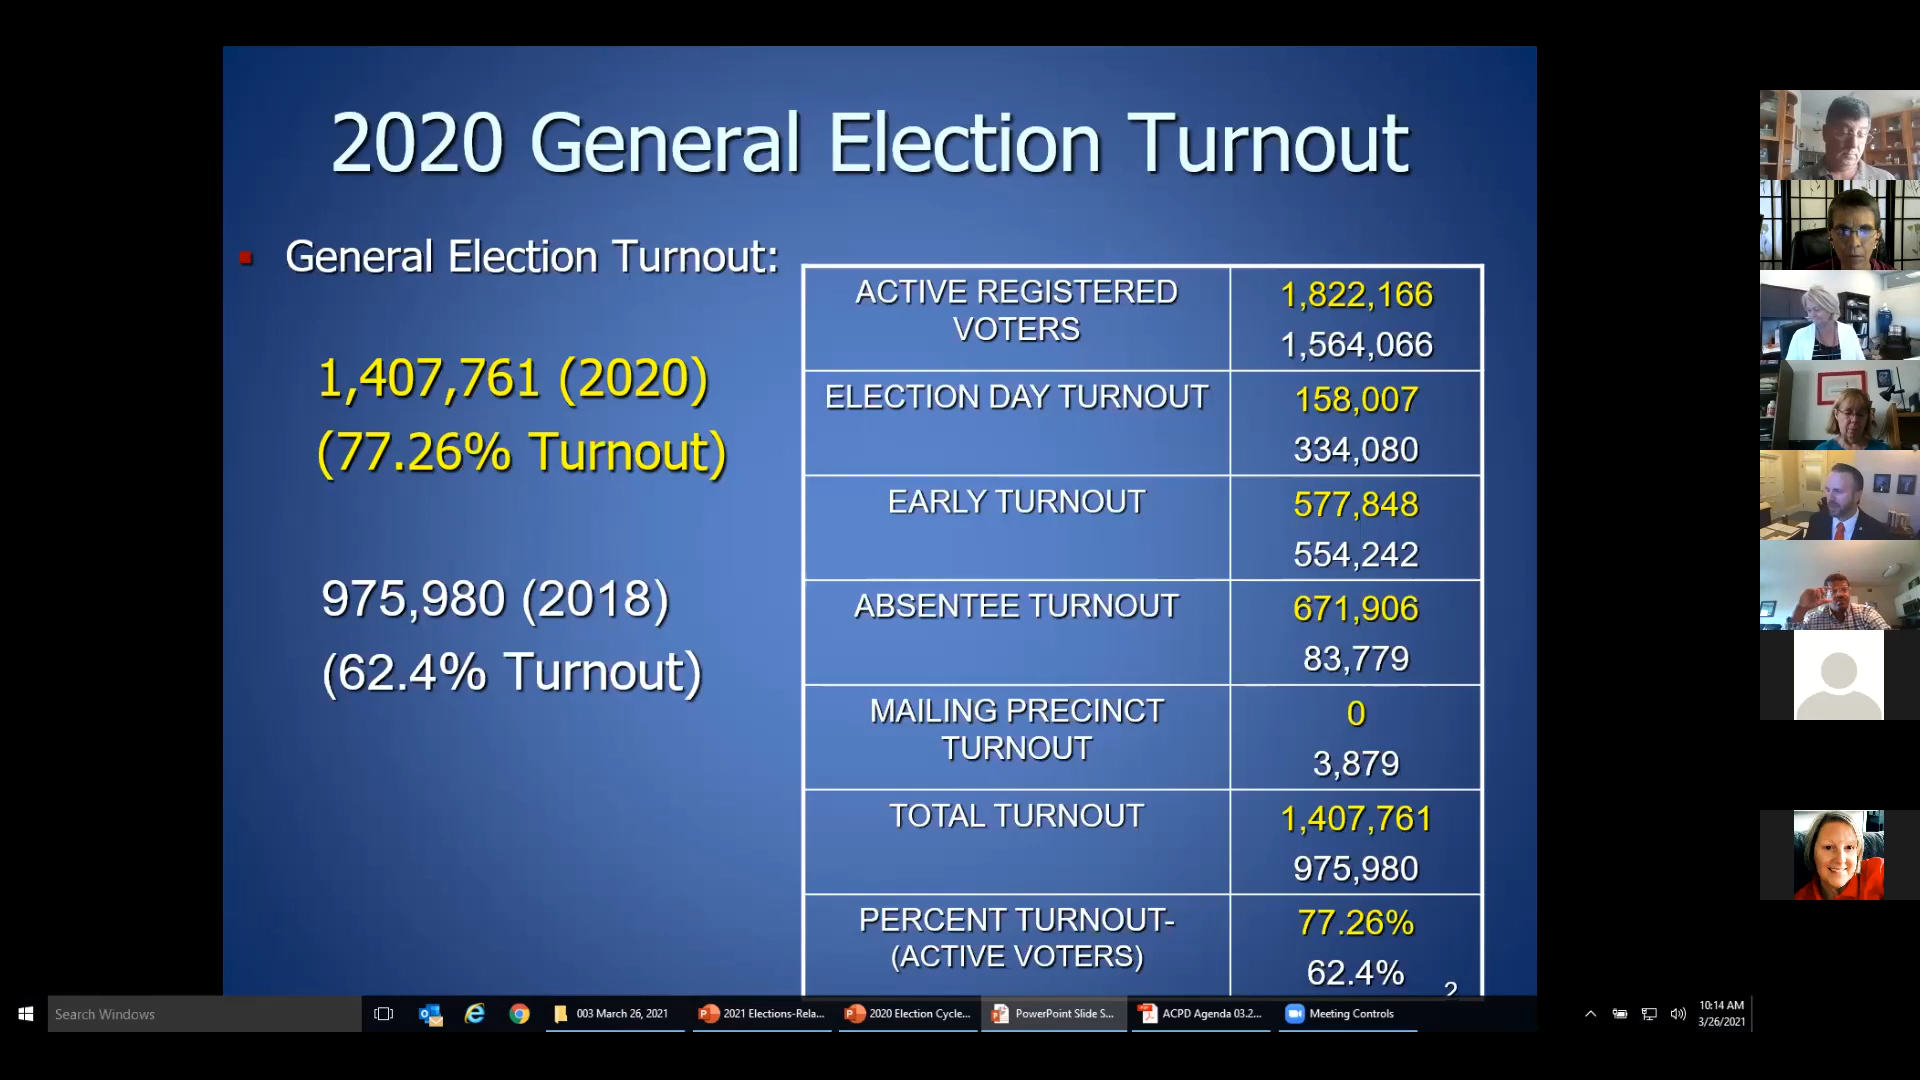 2020 General Election Turnout
General Election Turnout:
1,407,761 (2020)
(77.26% Turnout)
975,980 (2018)
(62.4% Turnout)
ACTIVE REGISTERED
VOTERS
1,822,166
1,564,066
ELECTION DAY TURNOUT
158,007
334,080
EARLY TURNOUT
577,848
554,242
ABSENTEE TURNOUT
671,906
83,779
MAILING PRECINCT
TURNOUT
0
3,879
TOTAL TURNOUT
1,407,761
975,980
PERCENT TURNOUT-
(ACTIVE VOTERS)
77.26%
62.4%
2
Search Windows
003 March 26, 2021
2021 Elections-Rela...
2020 Election Cycle...
PowerPoint Slide S...
ACPD Agenda 03.2...
Meeting Controls
10:14 AM
3/26/2021